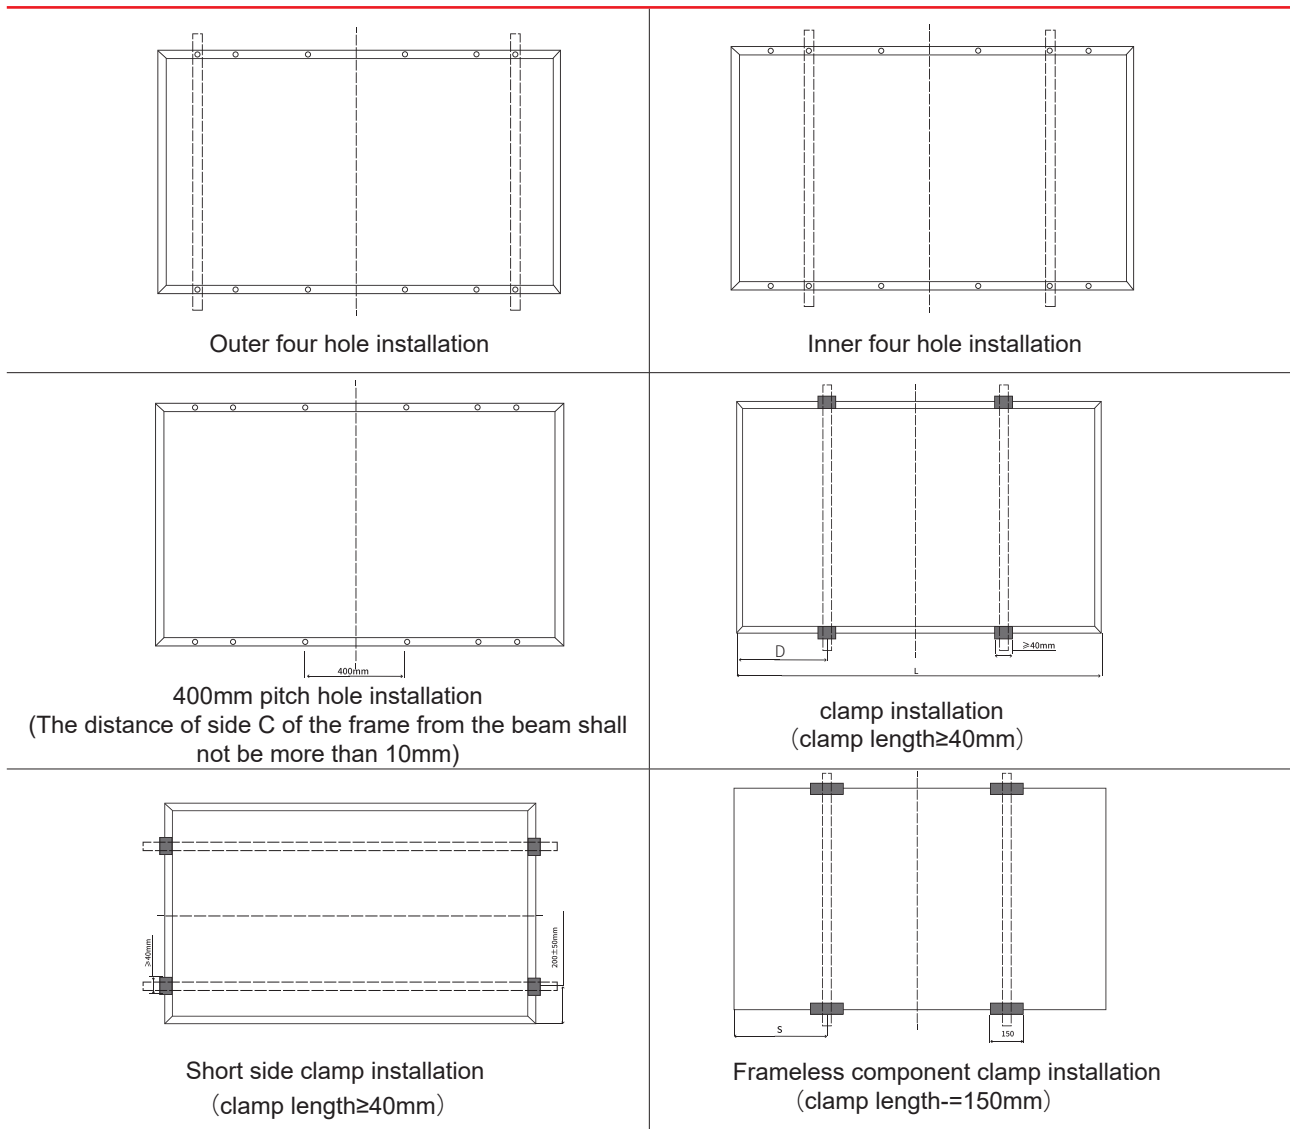 Outer four hole installation
Inner four hole installation
400mm
400mm pitch hole installation
(The distance of side C of the frame from the beam shall
not be more than 10mm)
D
≥40mm
L
clamp installation
（clamp length≥40mm）
≥40mm
200±50mm
Short side clamp installation
（clamp length≥40mm）
S
150
Frameless component clamp installation
（clamp length-=150mm）